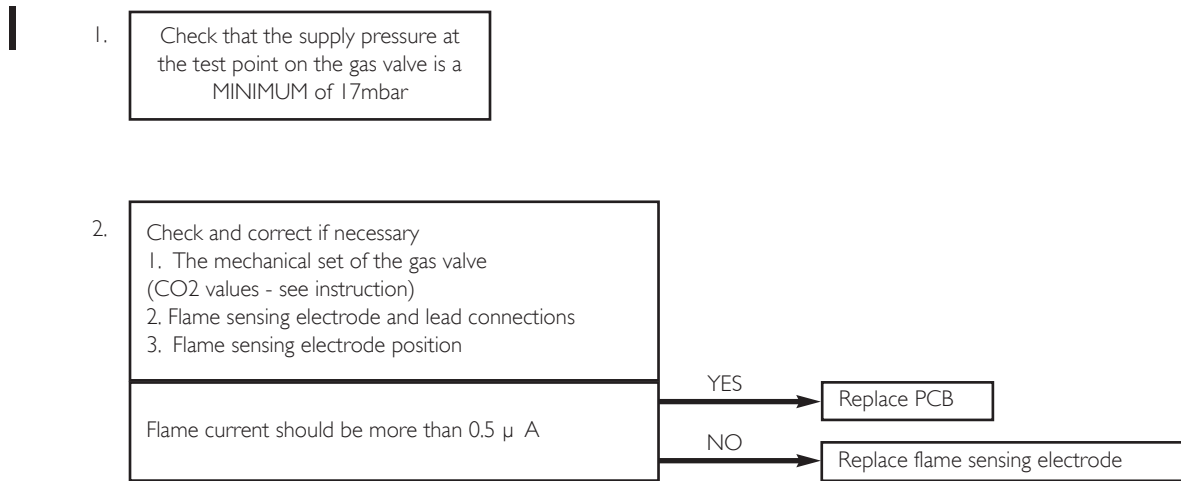 1.
Check that the supply pressure at
the test point on the gas valve is a
MINIMUM of 17mbar
2.
Check and correct if necessary
1. The mechanical set of the gas valve
(CO2 values - see instruction)
2. Flame sensing electrode and lead connections
3. Flame sensing electrode position
Flame current should be more than 0.5 μ A
YES
Replace PCB
NO
Replace flame sensing electrode